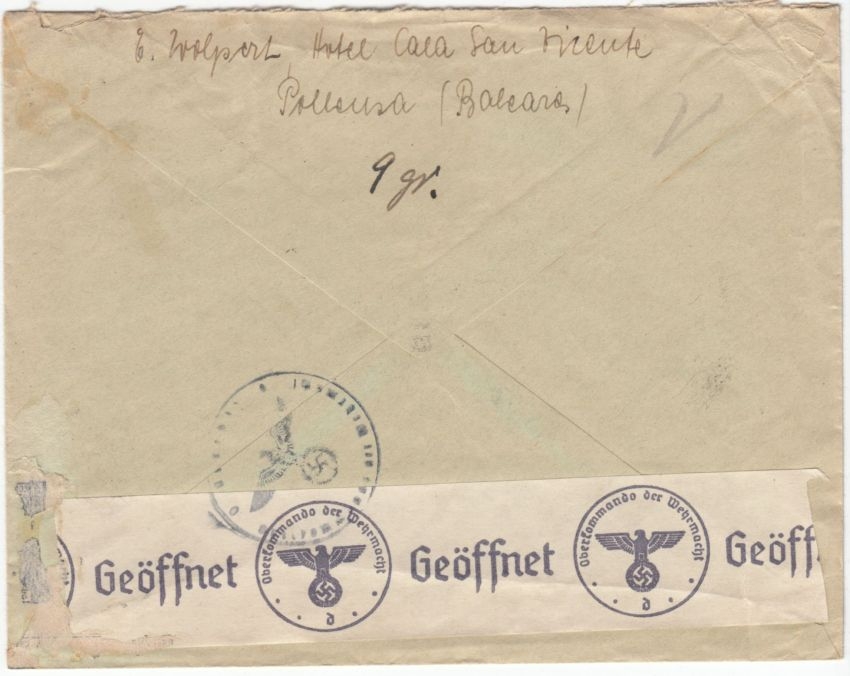 E. Wolpert, Hotel Cala San Vicente
Pollensa (Baleares)
9 gr.
Geöffnet
Oberkommando der Wehrmacht
d
Geöffnet
Oberkommando der Wehrmacht
d
Geöff